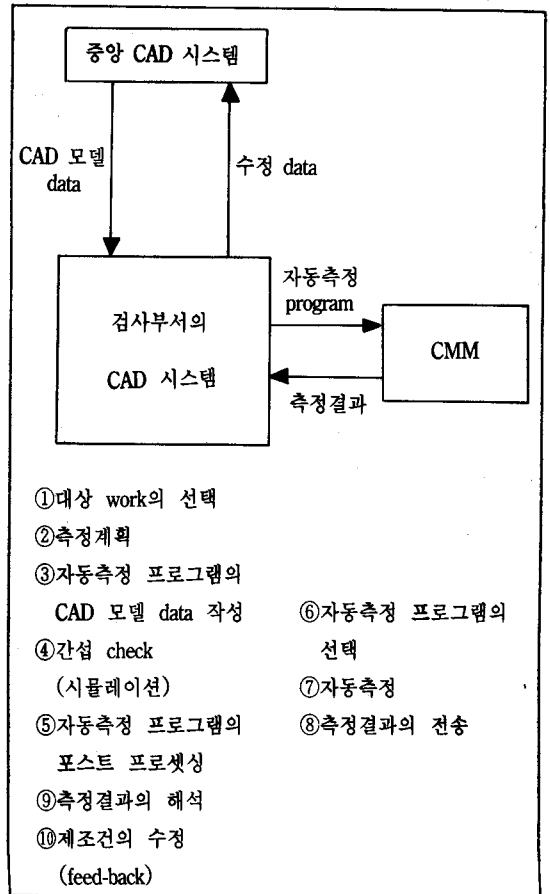 중앙 CAD 시스템
CAD 모델
data
수정 data
검사부서의
CAD 시스템
자동측정
program
CMM
측정결과
①대상 work의 선택
②측정계획
③자동측정 프로그램의
CAD 모델 data 작성
④간섭 check
(시뮬레이션)
⑤자동측정 프로그램의
포스트 프로셋싱
⑨측정결과의 해석
⑩제조건의 수정
(feed-back)
⑥자동측정 프로그램의
선택
⑦자동측정
⑧측정결과의 전송